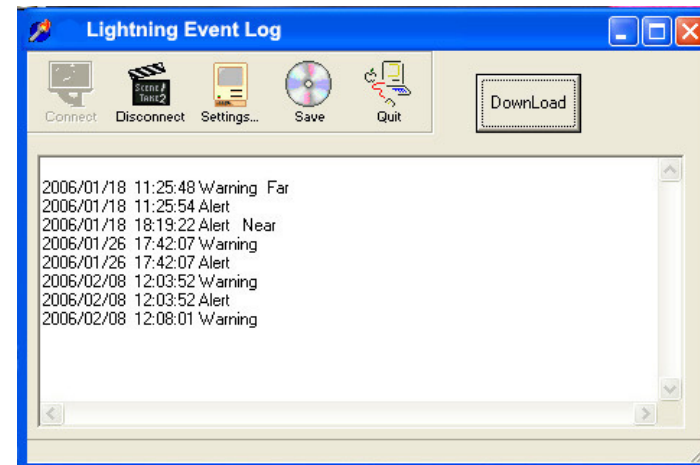 Lightning Event Log
Connect Disconnect Settings... Save Quit DownLoad
2006/01/18 11:25:48 Warning Far
2006/01/18 11:25:54 Alert
2006/01/18 18:19:22 Alert Near
2006/01/26 17:42:07 Warning
2006/01/26 17:42:07 Alert
2006/02/08 12:03:52 Warning
2006/02/08 12:03:52 Alert
2006/02/08 12:08:01 Warning